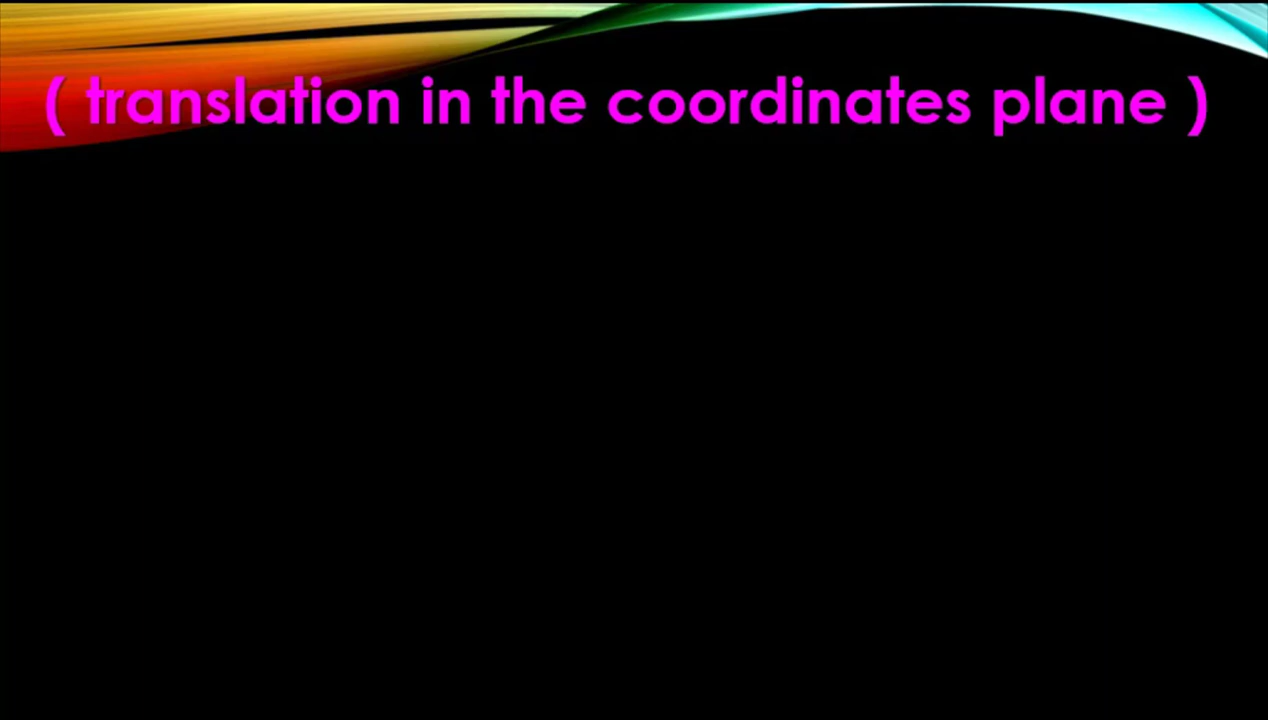 ( translation in the coordinates plane )